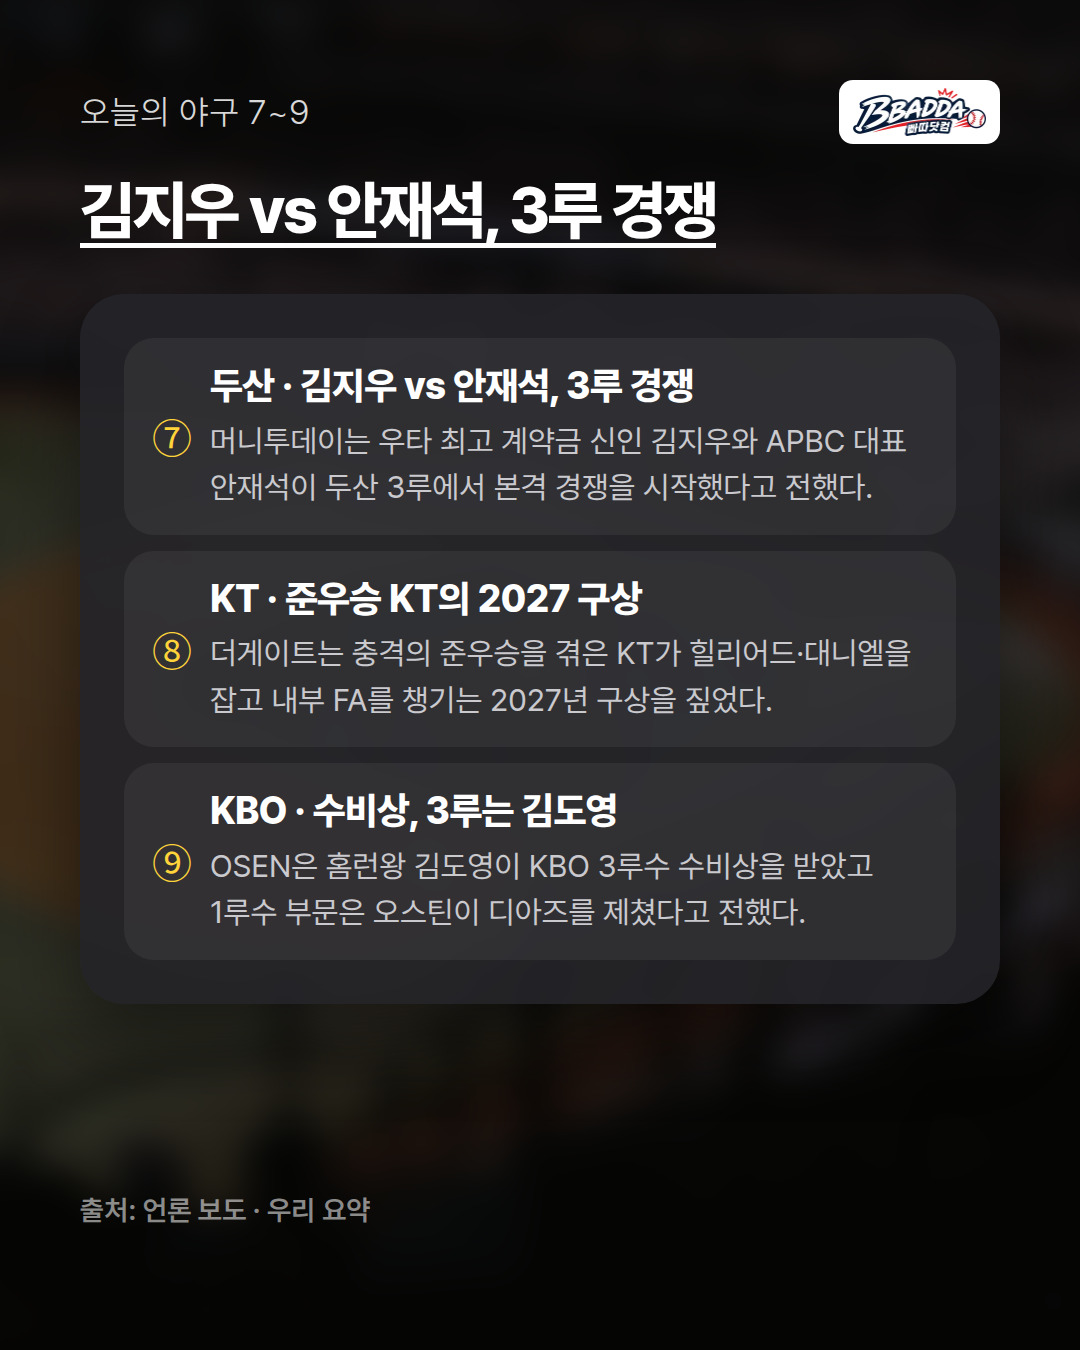 오늘의 야구 7~9
BBADDA
빠따닷컴
김지우 vs 안재석, 3루 경쟁
두산 · 김지우 vs 안재석, 3루 경쟁
⑦ 머니투데이는 우타 최고 계약금 신인 김지우와 APBC 대표
안재석이 두산 3루에서 본격 경쟁을 시작했다고 전했다.
KT · 준우승 KT의 2027 구상
⑧ 더게이트는 충격의 준우승을 겪은 KT가 힐리어드·대니엘을
잡고 내부 FA를 챙기는 2027년 구상을 짚었다.
KBO · 수비상, 3루는 김도영
⑨ OSEN은 홈런왕 김도영이 KBO 3루수 수비상을 받았고
1루수 부문은 오스틴이 디아즈를 제쳤다고 전했다.
출처: 언론 보도 · 우리 요약